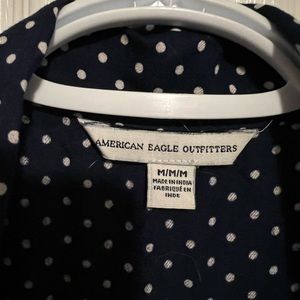 AMERICAN EAGLE OUTFITTERS
M/M/M
MADE IN INDIA
FABRIQUÉ EN
INDE